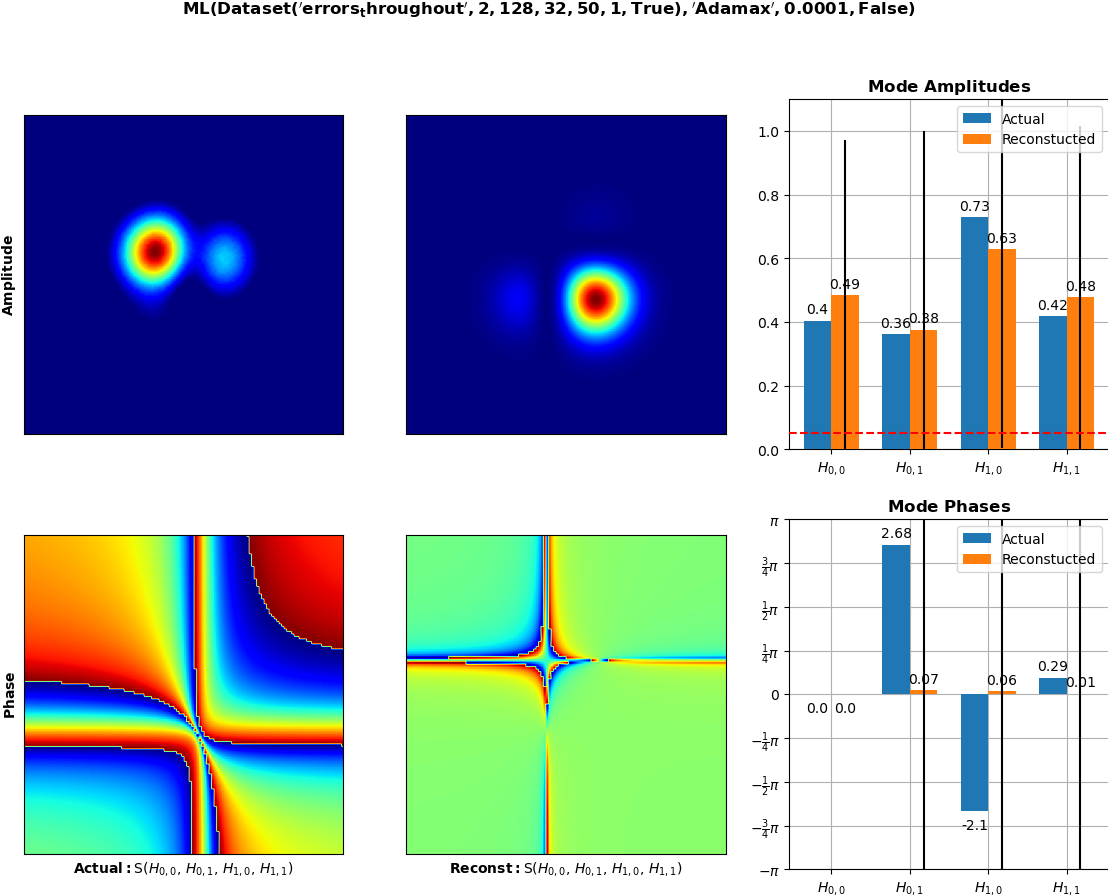 ML(Dataset('errors_throughout', 2, 128, 32, 50, 1, True), 'Adamax', 0.0001, False)
Mode Amplitudes
Amplitude
Actual
Reconstucted
1.0
0.8
0.6
0.4
0.2
0.0
0.4
0.49
0.36
0.38
0.73
0.63
0.42
0.48
H0,0
H0,1
H1,0
H1,1
Mode Phases
Phase
Actual
Reconstucted
π
3/4π
1/2π
1/4π
0
−1/4π
−1/2π
−3/4π
−π
0.0
0.0
2.68
0.07
-2.1
0.06
0.29
0.01
H0,0
H0,1
H1,0
H1,1
Actual: S(H0,0, H0,1, H1,0, H1,1)
Reconst: S(H0,0, H0,1, H1,0, H1,1)